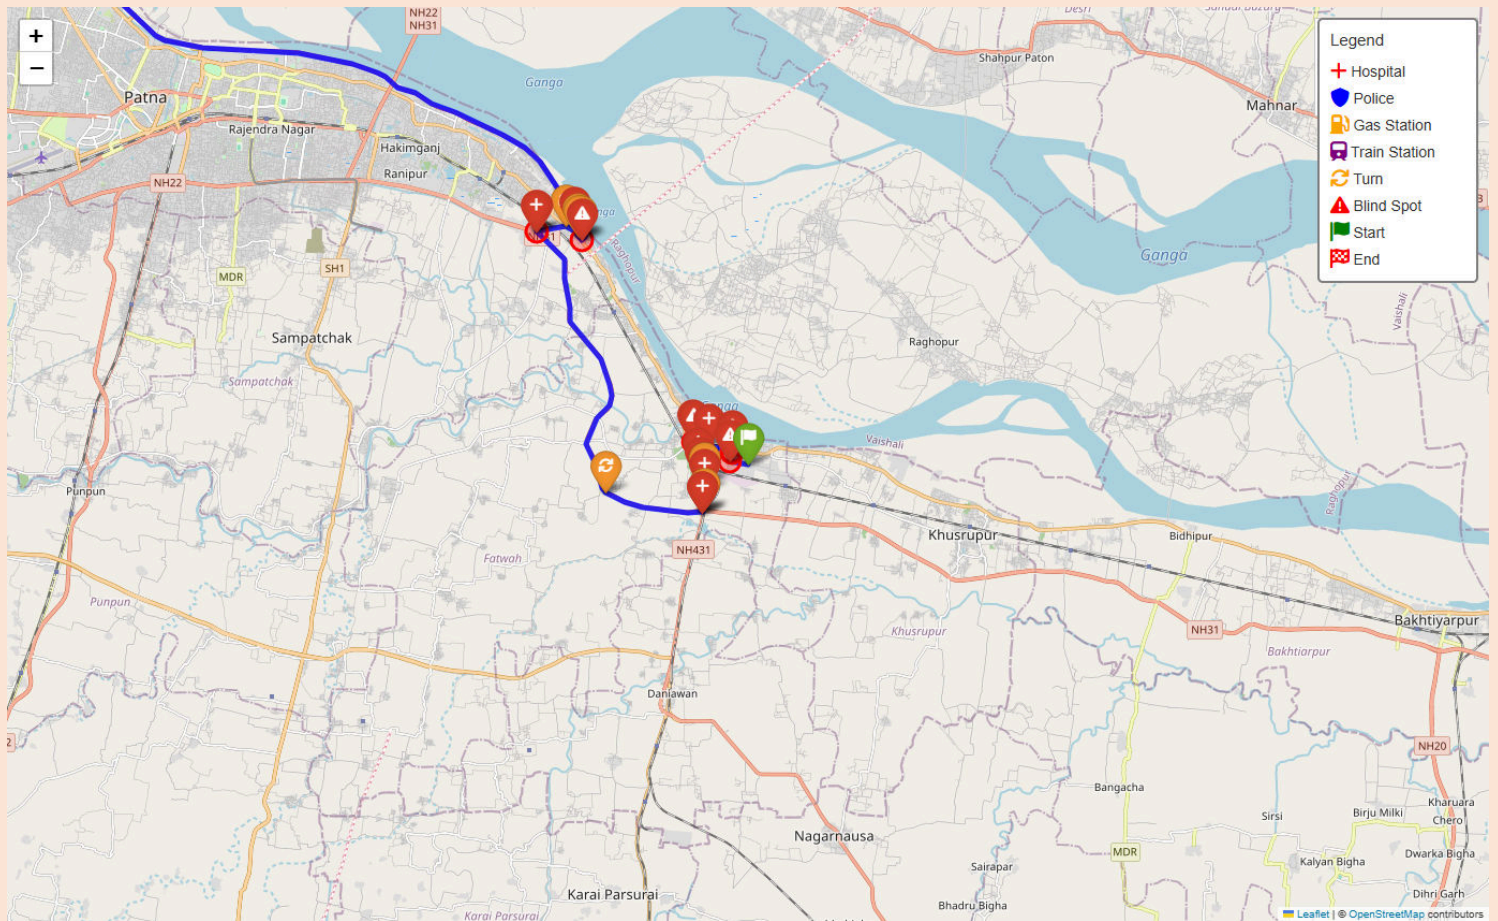 NH22
NH31
Desri
Shahpur Paton
Mahnar
Ganga
Patna
Rajendra Nagar
Hakimganj
Ranipur
NH22
MDR
SH1
Raghopur
Ganga
Vaishali
Sampatchak
Sampatchak
Raghopur
Ganga
Vaishali
Punpun
Raghopur
Khusrupur
Bidhipur
NH431
Fatwah
Punpun
Khusrupur
NH31
Bakhtiyarpur
Bakhtiarpur
Daniawan
NH20
Bangacha
Kharuara
Chero
Sirsi
Birju Milki
Nagarnausa
MDR
Kalyan Bigha
Dwarka Bigha
Sairapar
Karai Parsurai
Karai Parsurai
Bhadru Bigha
Dihri Garh
+
−
Legend
Hospital
Police
Gas Station
Train Station
Turn
Blind Spot
Start
End
Leaflet | © OpenStreetMap contributors